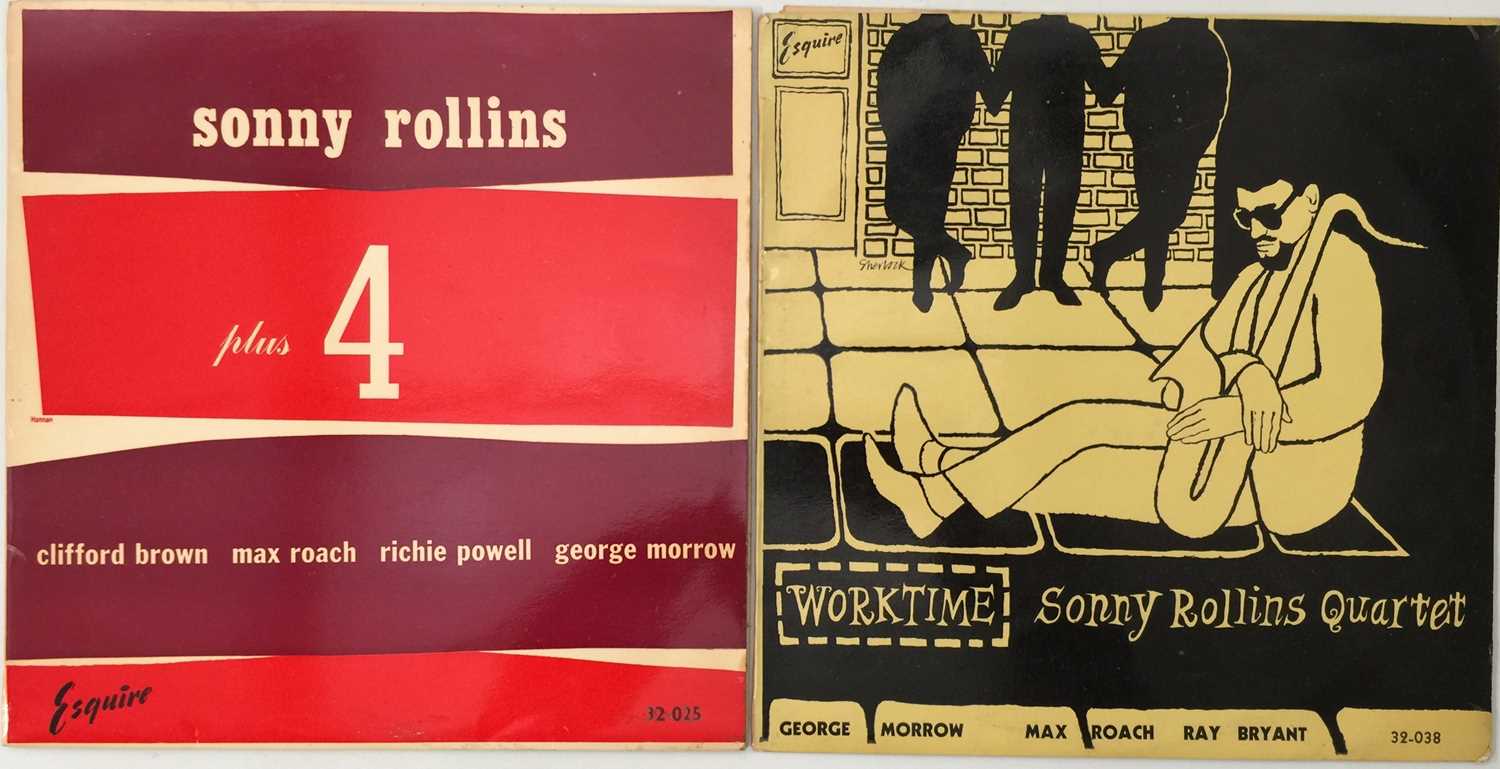 sonny rollins
plus 4
Hannan
clifford brown max roach richie powell george morrow
Esquire
32-025
Esquire
Sherlock
WORKTIME Sonny Rollins Quartet
GEORGE MORROW MAX ROACH RAY BRYANT 32-038